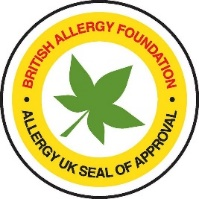 BRITISH ALLERGY FOUNDATION
ALLERGY UK SEAL OF APPROVAL